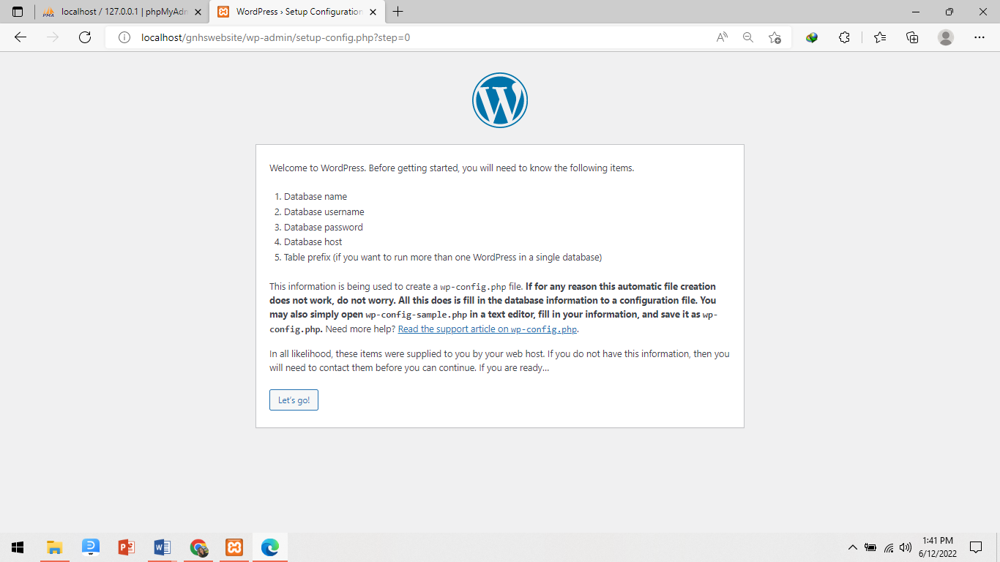 localhost / 127.0.0.1 | phpMyAdm
WordPress › Setup Configuration
localhost/gnhswebsite/wp-admin/setup-config.php?step=0
Welcome to WordPress. Before getting started, you will need to know the following items.
1. Database name
2. Database username
3. Database password
4. Database host
5. Table prefix (if you want to run more than one WordPress in a single database)
This information is being used to create a wp-config.php file. If for any reason this automatic file creation
does not work, do not worry. All this does is fill in the database information to a configuration file. You
may also simply open wp-config-sample.php in a text editor, fill in your information, and save it as wp-
config.php. Need more help? Read the support article on wp-config.php.
In all likelihood, these items were supplied to you by your web host. If you do not have this information, then you
will need to contact them before you can continue. If you are ready…
Let's go!
1:41 PM
6/12/2022